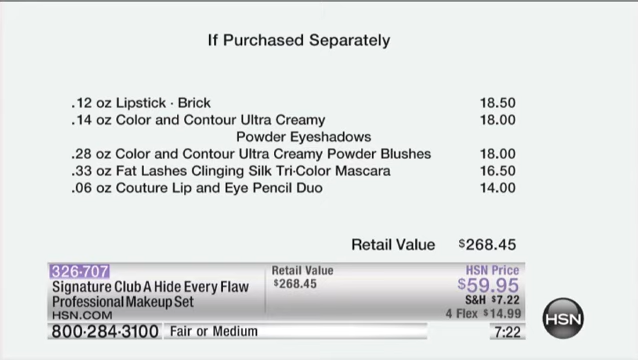 If Purchased Separately
.12 oz Lipstick - Brick 18.50
.14 oz Color and Contour Ultra Creamy 18.00
Powder Eyeshadows
.28 oz Color and Contour Ultra Creamy Powder Blushes 18.00
.33 oz Fat Lashes Clinging Silk Tri-Color Mascara 16.50
.06 oz Couture Lip and Eye Pencil Duo 14.00
Retail Value $268.45
326-707 Retail Value HSN Price
Signature Club A Hide Every Flaw $268.45 $59.95
Professional Makeup Set S&H $7.22
HSN.COM 4 Flex $14.99
800-284-3100 Fair or Medium 7:22
HSN